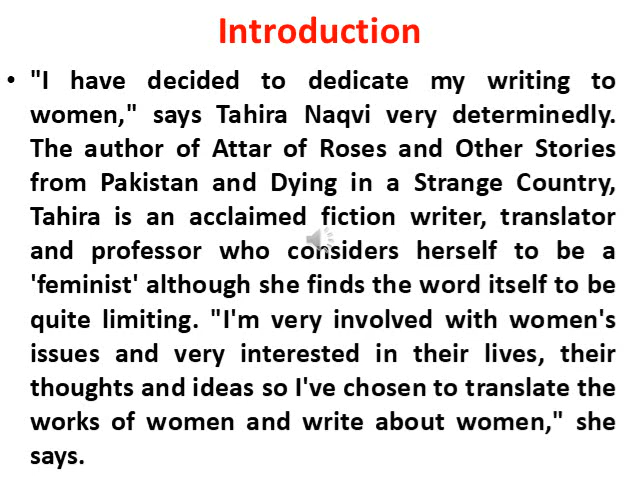 Introduction
• "I have decided to dedicate my writing to
women," says Tahira Naqvi very determinedly.
The author of Attar of Roses and Other Stories
from Pakistan and Dying in a Strange Country,
Tahira is an acclaimed fiction writer, translator
and professor who considers herself to be a
'feminist' although she finds the word itself to be
quite limiting. "I'm very involved with women's
issues and very interested in their lives, their
thoughts and ideas so I've chosen to translate the
works of women and write about women," she
says.